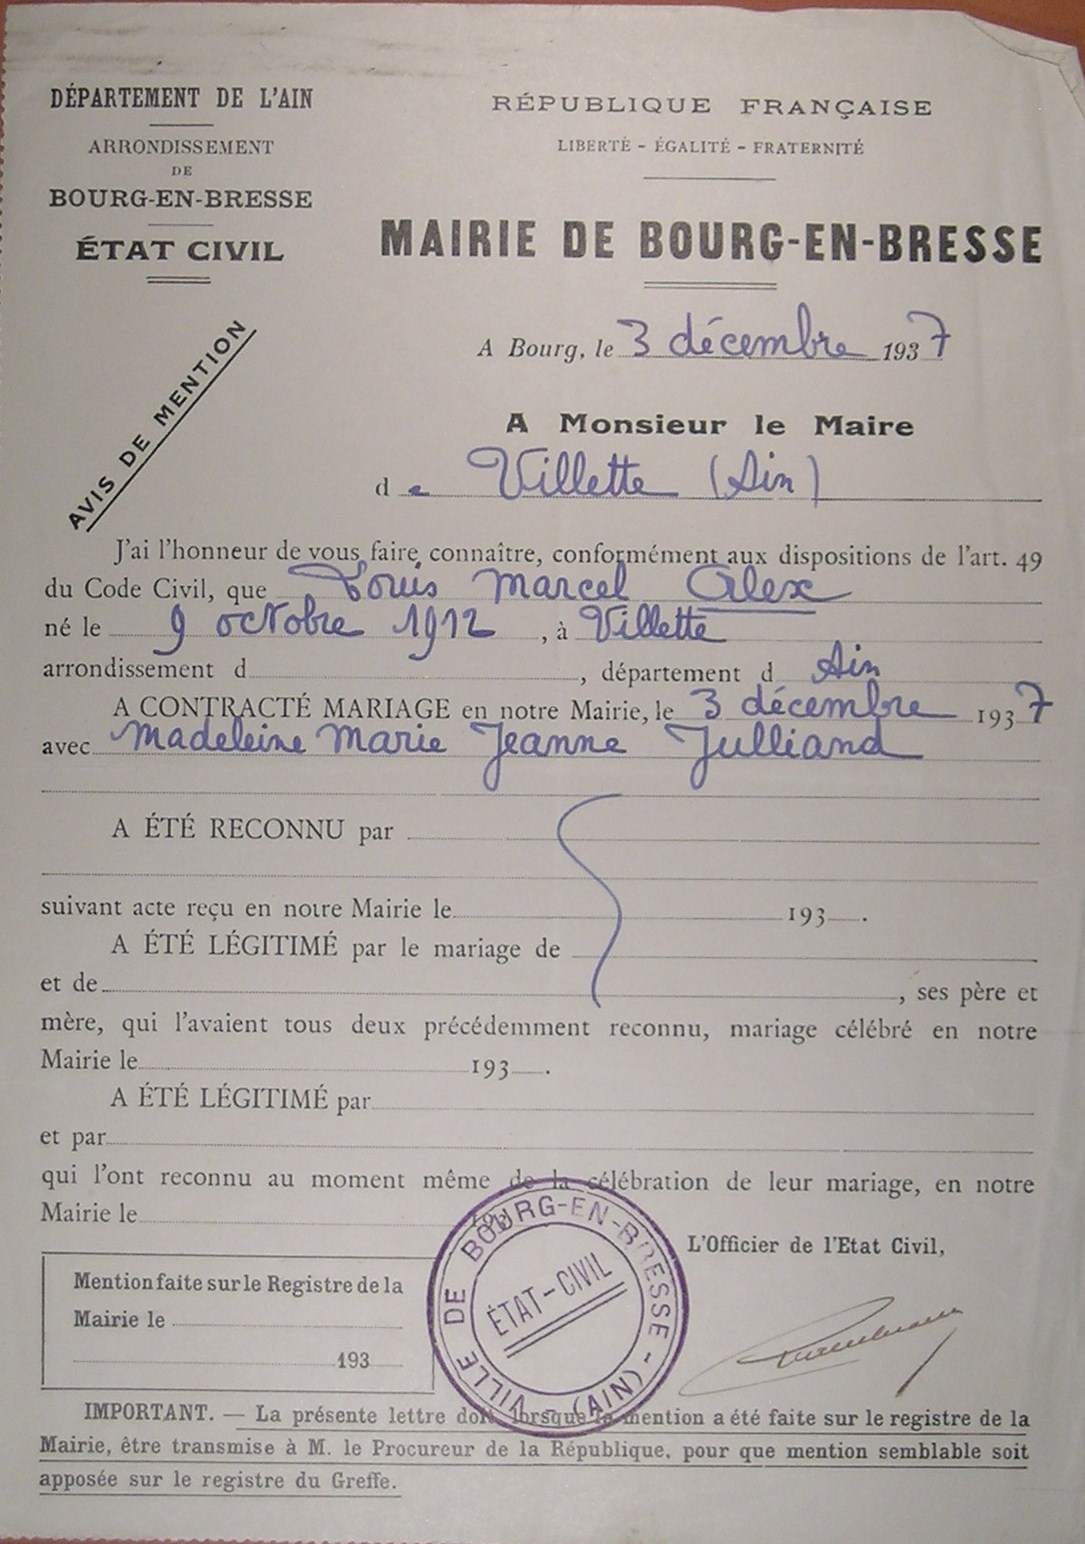 DÉPARTEMENT DE L'AIN
ARRONDISSEMENT
DE
BOURG-EN-BRESSE
ÉTAT CIVIL
RÉPUBLIQUE FRANÇAISE
LIBERTÉ - ÉGALITÉ - FRATERNITÉ
MAIRIE DE BOURG-EN-BRESSE
AVIS DE MENTION
A Bourg, le 3 décembre 1937
A Monsieur le Maire
de Villette (Ain)
J'ai l'honneur de vous faire connaître, conformément aux dispositions de l'art. 49
du Code Civil, que Louis Marcel Alex
né le 9 octobre 1912, à Villette
arrondissement d , département d Ain
A CONTRACTÉ MARIAGE en notre Mairie, le 3 décembre 1937
avec Madeleine Marie Jeanne Julliand
A ÉTÉ RECONNU par
suivant acte reçu en notre Mairie le 193 .
A ÉTÉ LÉGITIMÉ par le mariage de
et de , ses père et
mère, qui l'avaient tous deux précédemment reconnu, mariage célébré en notre
Mairie le 193 .
A ÉTÉ LÉGITIMÉ par
et par
qui l'ont reconnu au moment même de la célébration de leur mariage, en notre
Mairie le 193
L'Officier de l'Etat Civil,
VILLE DE BOURG-EN-BRESSE - (AIN) -
ÉTAT-CIVIL
Mention faite sur le Registre de la
Mairie le
193
IMPORTANT. — La présente lettre doit, lorsque la mention a été faite sur le registre de la
Mairie, être transmise à M. le Procureur de la République, pour que mention semblable soit
apposée sur le registre du Greffe.